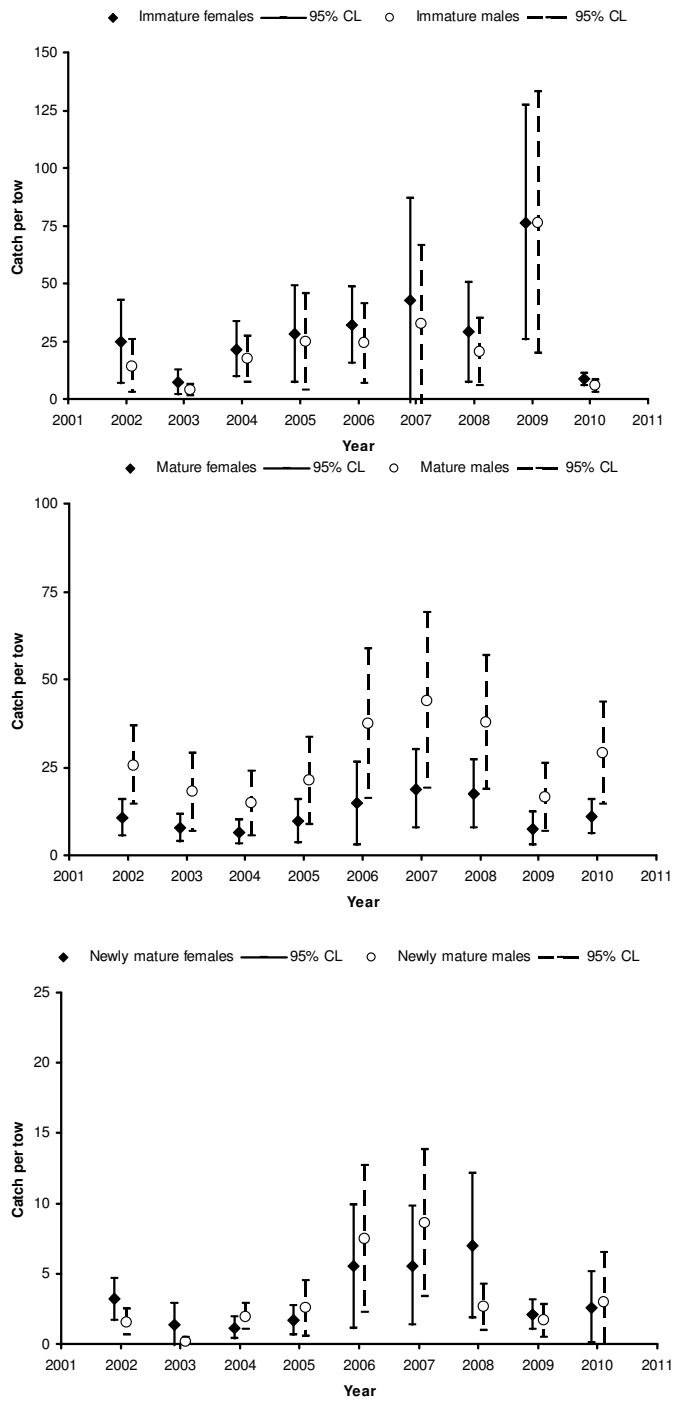 Immature females 95% CL Immature males 95% CL
150
125
100
75
50
25
0
Catch per tow
2001 2002 2003 2004 2005 2006 2007 2008 2009 2010 2011
Year
Mature females 95% CL Mature males 95% CL
100
75
50
25
0
Catch per tow
2001 2002 2003 2004 2005 2006 2007 2008 2009 2010 2011
Year
Newly mature females 95% CL Newly mature males 95% CL
25
20
15
10
5
0
Catch per tow
2001 2002 2003 2004 2005 2006 2007 2008 2009 2010 2011
Year